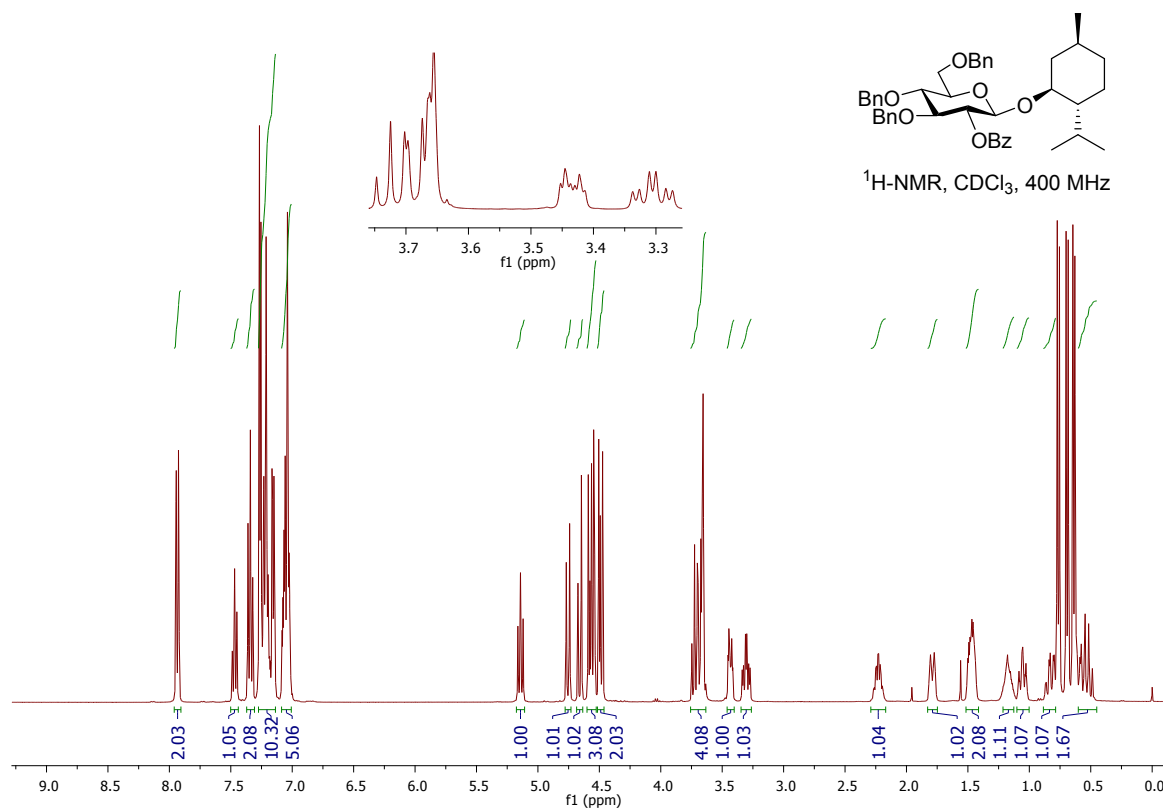 OBn
BnO
BnO
O
O
OBz
¹H-NMR, CDCl₃, 400 MHz
3.7 3.6 3.5 3.4 3.3
f1 (ppm)
2.03 1.05 2.08 10.32 5.06 1.00 1.01 1.02 3.08 2.03 4.08 1.00 1.03 1.04 1.02 2.08 1.11 1.07 1.07 1.67
9.0 8.5 8.0 7.5 7.0 6.5 6.0 5.5 5.0 4.5 4.0 3.5 3.0 2.5 2.0 1.5 1.0 0.5 0.0
f1 (ppm)